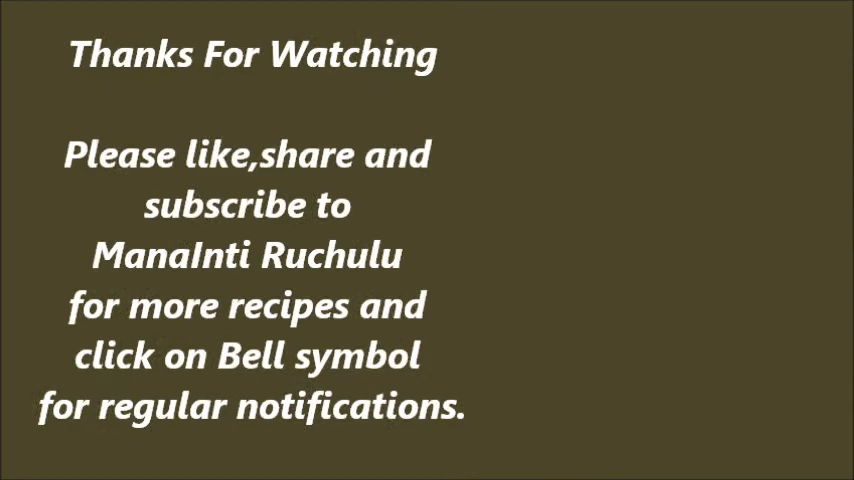 Thanks For Watching
Please like,share and
subscribe to
ManaInti Ruchulu
for more recipes and
click on Bell symbol
for regular notifications.